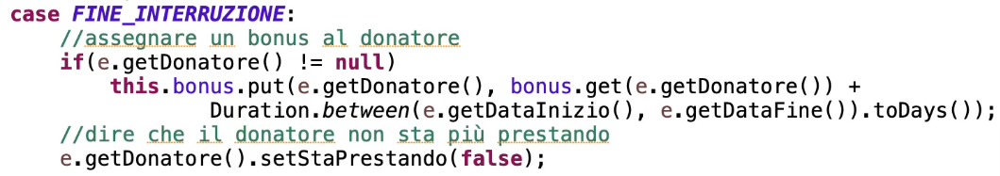 case FINE_INTERRUZIONE:
//assegnare un bonus al donatore
if(e.getDonatore() != null)
this.bonus.put(e.getDonatore(), bonus.get(e.getDonatore()) +
Duration.between(e.getDataInizio(), e.getDataFine()).toDays());
//dire che il donatore non sta più prestando
e.getDonatore().setStaPrestando(false);